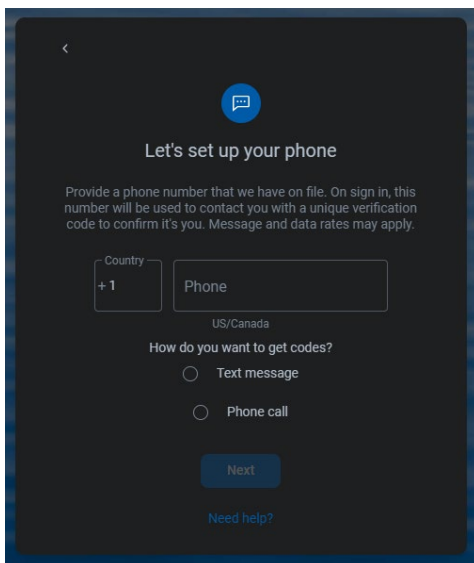 Let's set up your phone
Provide a phone number that we have on file. On sign in, this
number will be used to contact you with a unique verification
code to confirm it's you. Message and data rates may apply.
Country
+ 1
Phone
US/Canada
How do you want to get codes?
Text message
Phone call
Next
Need help?